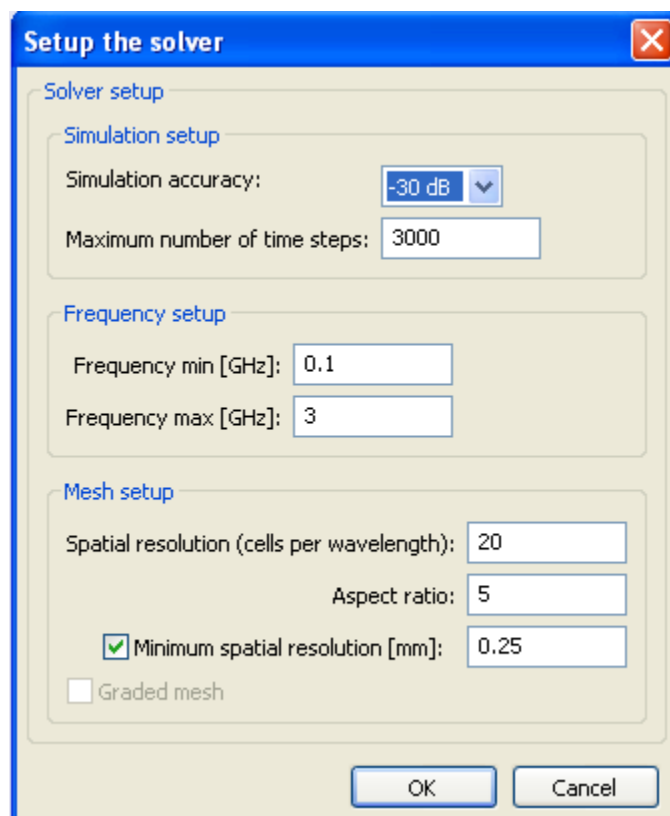 Setup the solver
Solver setup
Simulation setup
Simulation accuracy: -30 dB
Maximum number of time steps: 3000
Frequency setup
Frequency min [GHz]: 0.1
Frequency max [GHz]: 3
Mesh setup
Spatial resolution (cells per wavelength): 20
Aspect ratio: 5
Minimum spatial resolution [mm]: 0.25
Graded mesh
OK Cancel